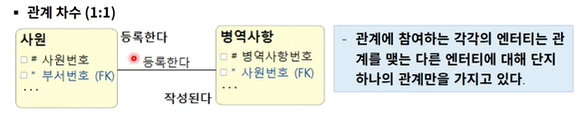 ▪ 관계 차수 (1:1)
사원
□ # 사원번호
□ * 부서번호 (FK)
...
등록한다
등록한다
작성된다
병역사항
□ # 병역사항번호
□ * 사원번호 (FK)
...
- 관계에 참여하는 각각의 엔터티는 관
계를 맺는 다른 엔터티에 대해 단지
하나의 관계만을 가지고 있다.